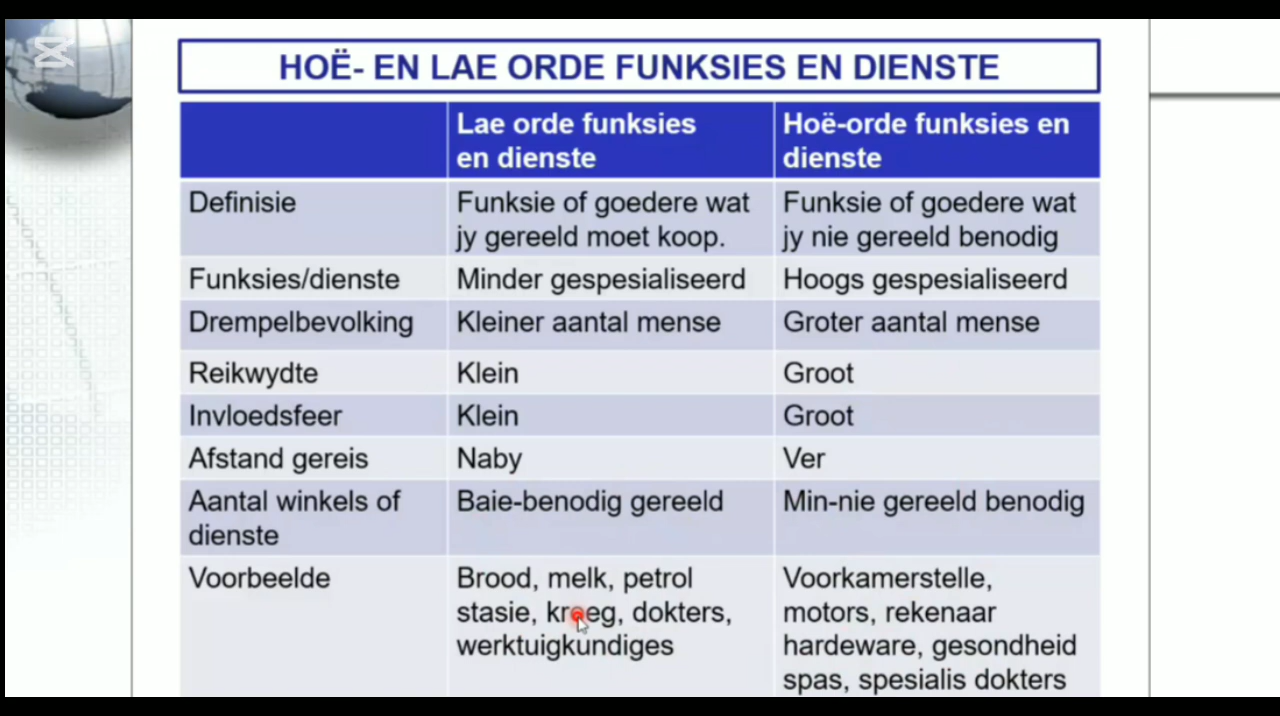 HOË- EN LAE ORDE FUNKSIES EN DIENSTE
Lae orde funksies
en dienste
Hoë-orde funksies en
dienste
Definisie
Funksie of goedere wat
jy gereeld moet koop.
Funksie of goedere wat
jy nie gereeld benodig
Funksies/dienste
Minder gespesialiseerd
Hoogs gespesialiseerd
Drempelbevolking
Kleiner aantal mense
Groter aantal mense
Reikwydte
Klein
Groot
Invloedsfeer
Klein
Groot
Afstand gereis
Naby
Ver
Aantal winkels of
dienste
Baie-benodig gereeld
Min-nie gereeld benodig
Voorbeelde
Brood, melk, petrol
stasie, kroeg, dokters,
werktuigkundiges
Voorkamerstelle,
motors, rekenaar
hardeware, gesondheid
spas, spesialis dokters